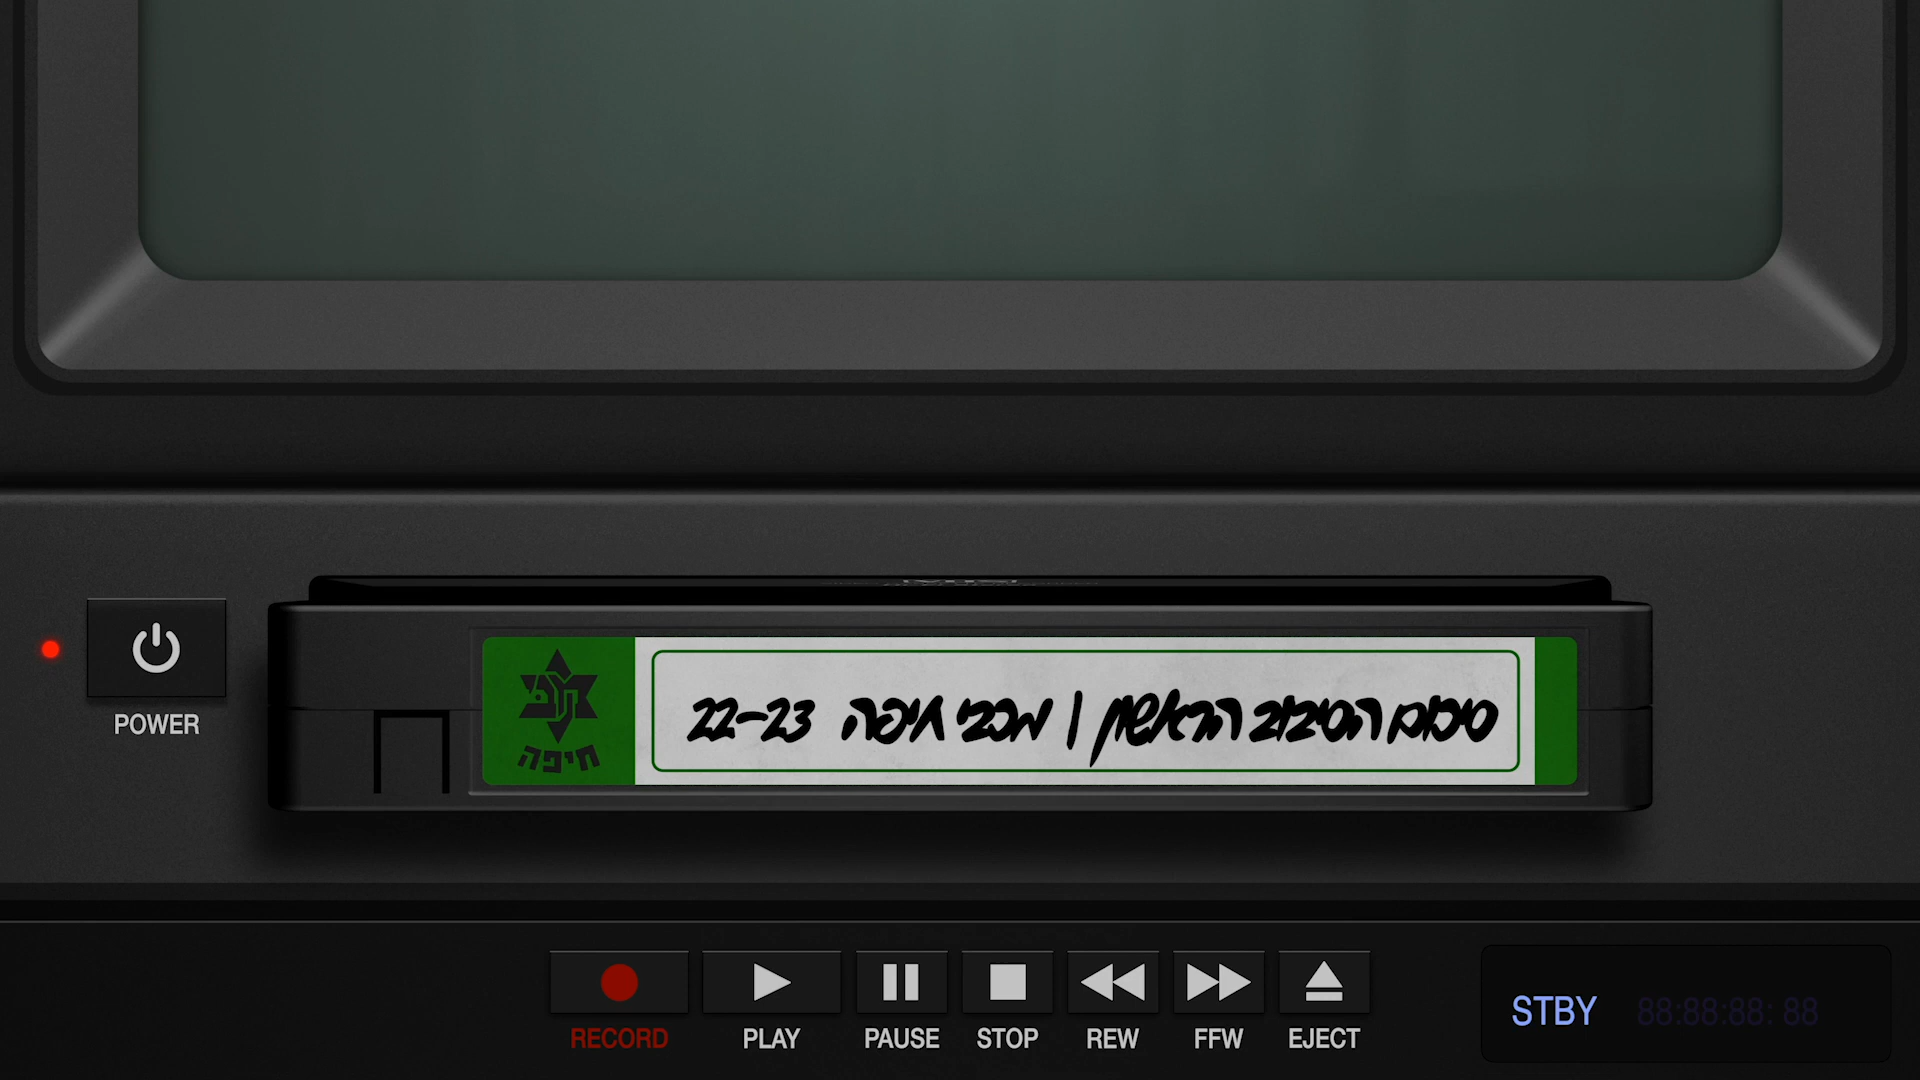 VHS
POWER
חיפה
סיכום הסיבוב הראשון | מכבי חיפה 22-23
RECORD
PLAY
PAUSE
STOP
REW
FFW
EJECT
STBY 88:88:88:88